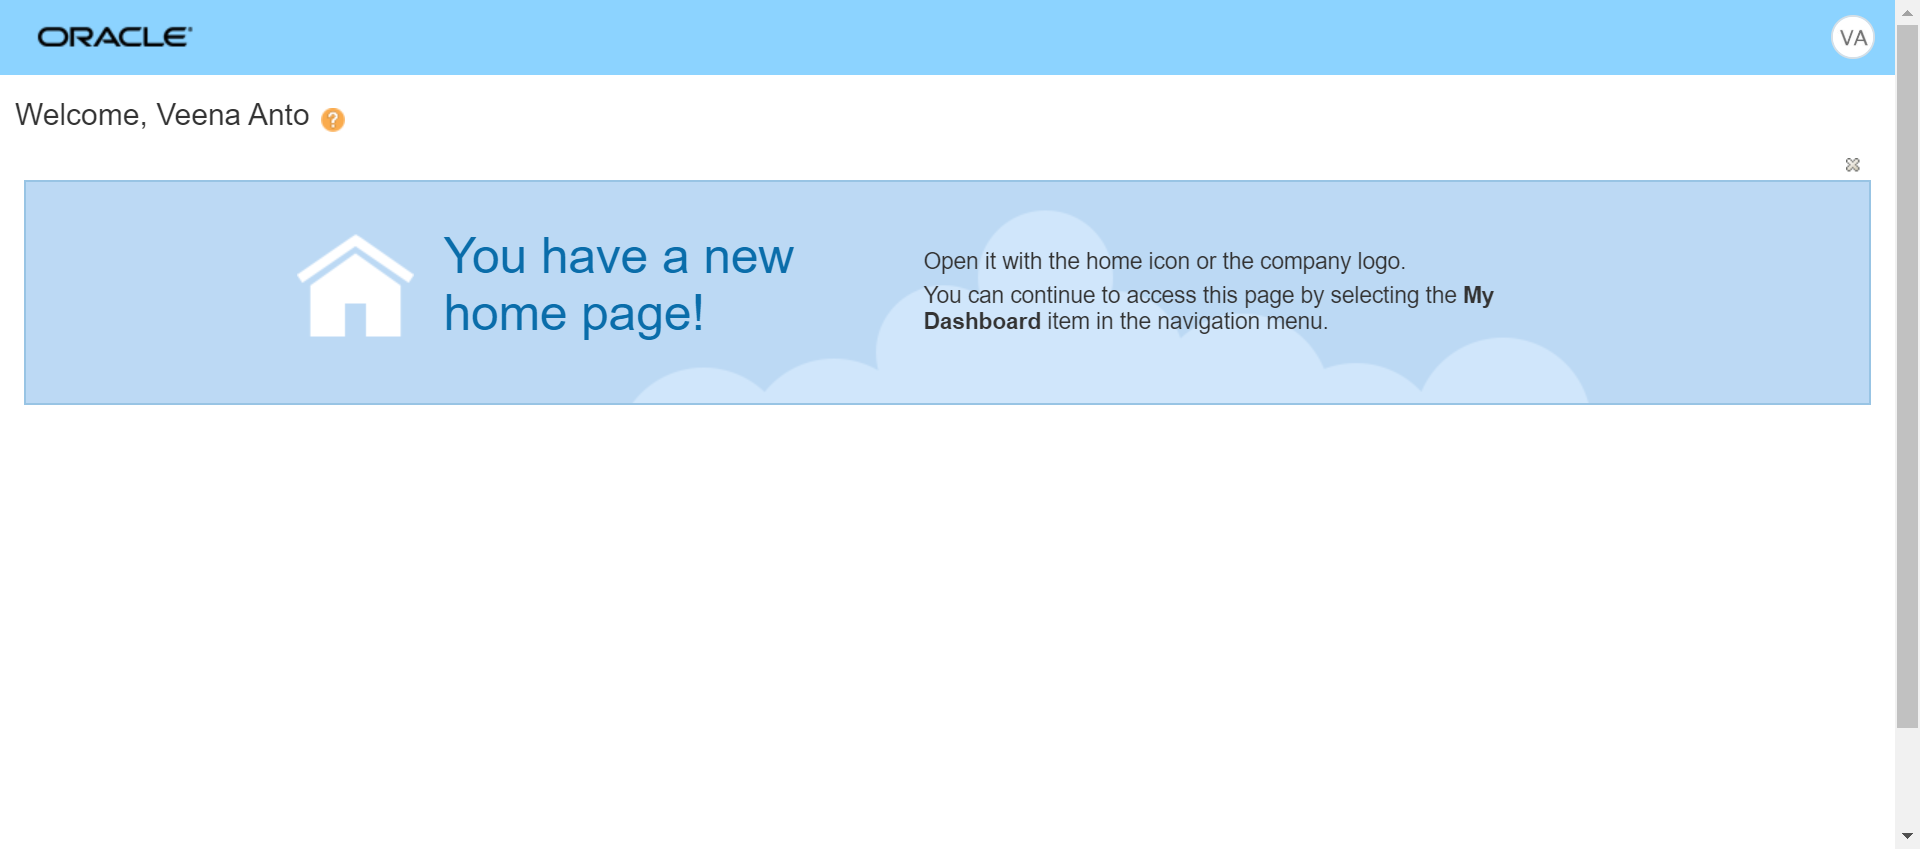 ORACLE
VA
Welcome, Veena Anto ?
You have a new
home page!
Open it with the home icon or the company logo.
You can continue to access this page by selecting the My
Dashboard item in the navigation menu.